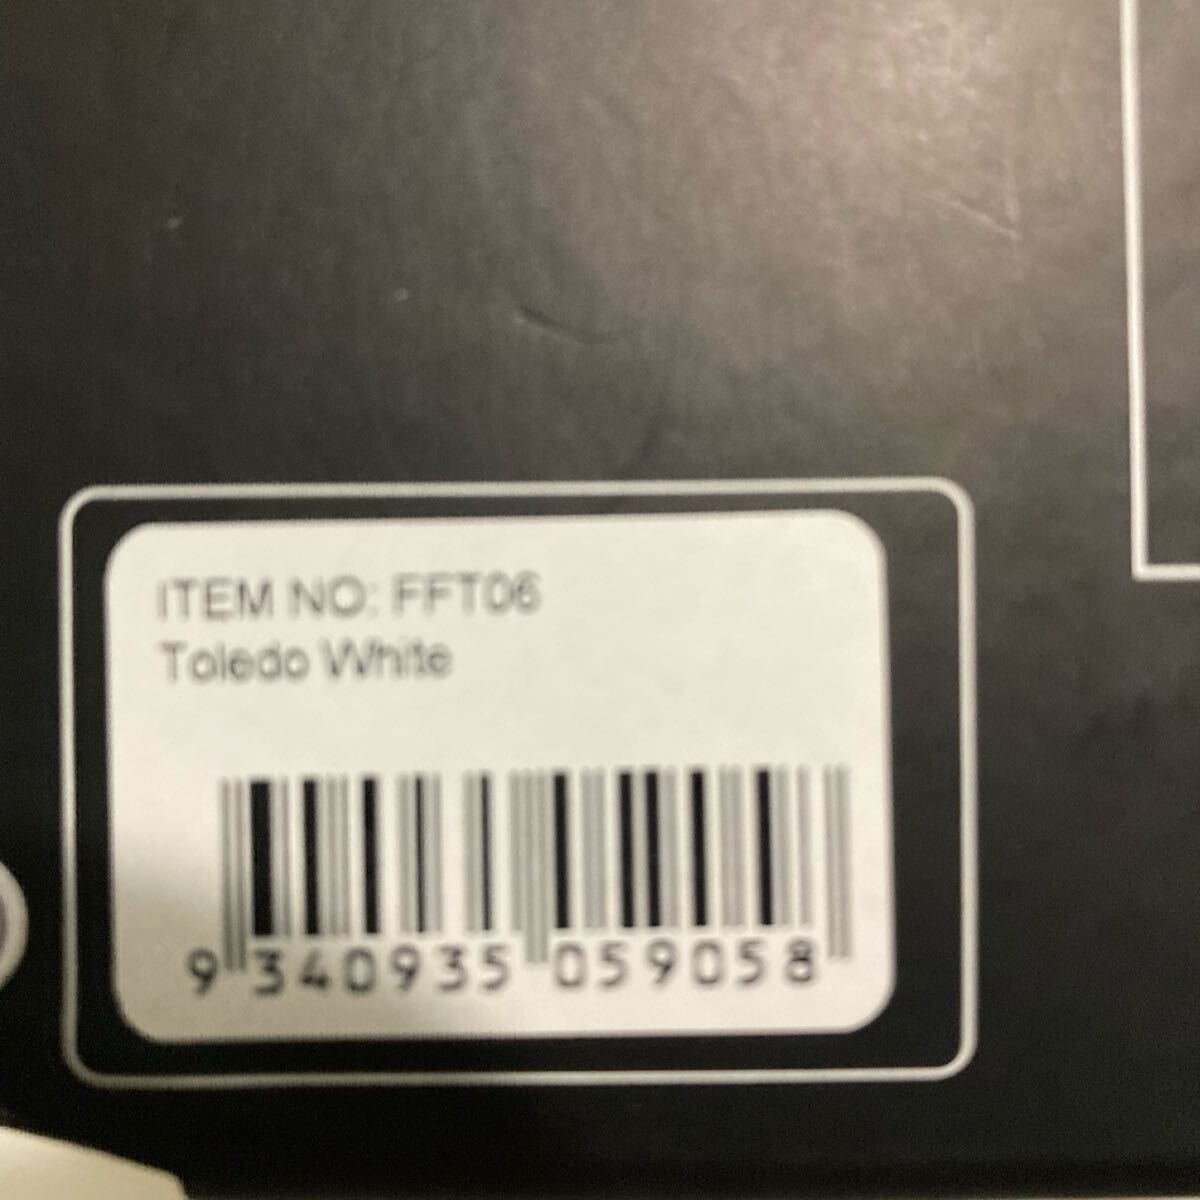 ITEM NO: FFT06
Toledo White
9 340935 059058